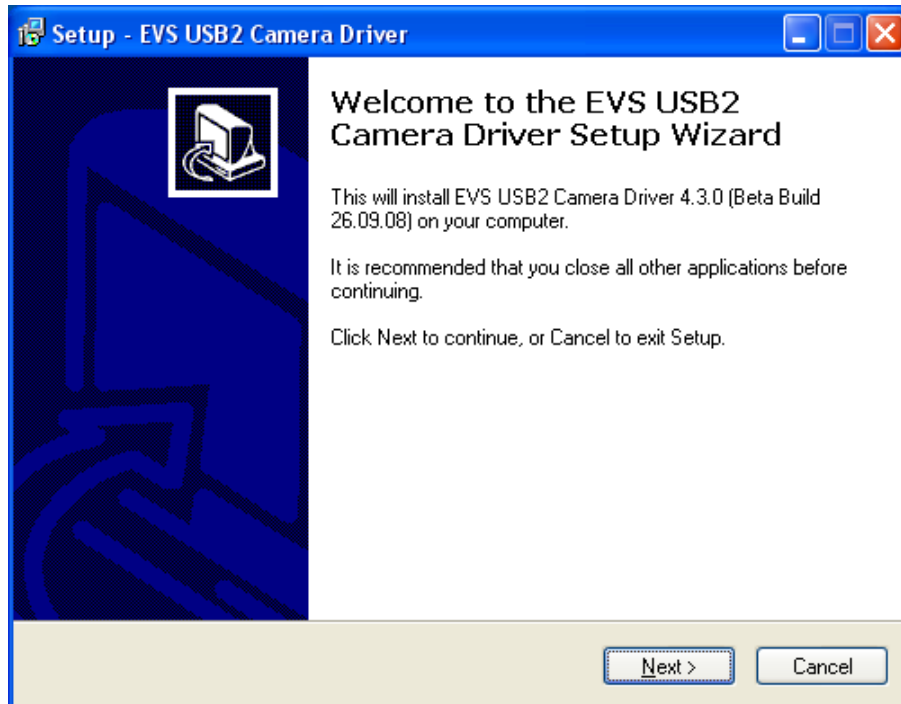 Setup - EVS USB2 Camera Driver
Welcome to the EVS USB2
Camera Driver Setup Wizard
This will install EVS USB2 Camera Driver 4.3.0 (Beta Build
26.09.08) on your computer.
It is recommended that you close all other applications before
continuing.
Click Next to continue, or Cancel to exit Setup.
Next >
Cancel